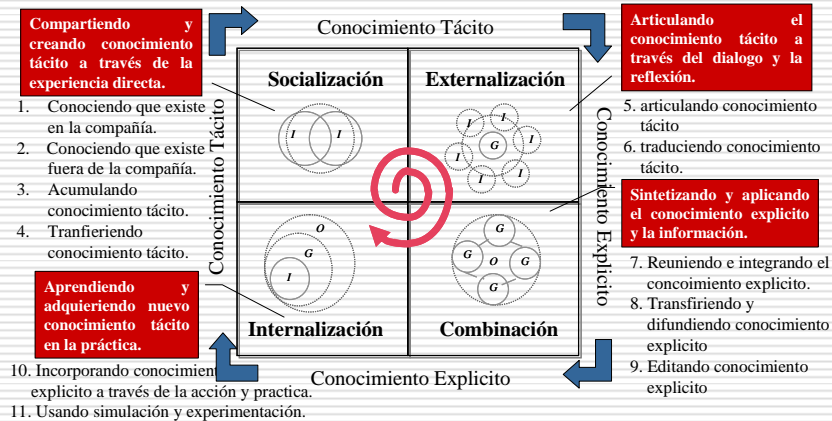 Conocimiento Tácito
Compartiendo y
creando conocimiento
tácito a través de la
experiencia directa.
1. Conociendo que existe
en la compañía.
2. Conociendo que existe
fuera de la compañía.
3. Acumulando
conocimiento tácito.
4. Tranfieriendo
conocimiento tácito.
Conocimiento Tácito
Socialización
I I
Externalización
I
I
I
I
I
I
I
G
Articulando el
conocimiento tácito a
través del dialogo y la
reflexión.
5. articulando conocimiento
tácito
6. traduciendo conocimiento
tácito.
Conocimiento Explicito
Sintetizando y aplicando
el conocimiento explicito
y la información.
7. Reuniendo e integrando el
concoimiento explicito.
8. Transfiriendo y
difundiendo conocimiento
explicito
9. Editando conocimiento
explicito
G
G O G
G
Combinación
O
G
I
Internalización
Aprendiendo y
adquieriendo nuevo
conocimiento tácito
en la práctica.
Conocimiento Explicito
10. Incorporando conocimient
explicito a través de la acción y practica.
11. Usando simulación y experimentación.